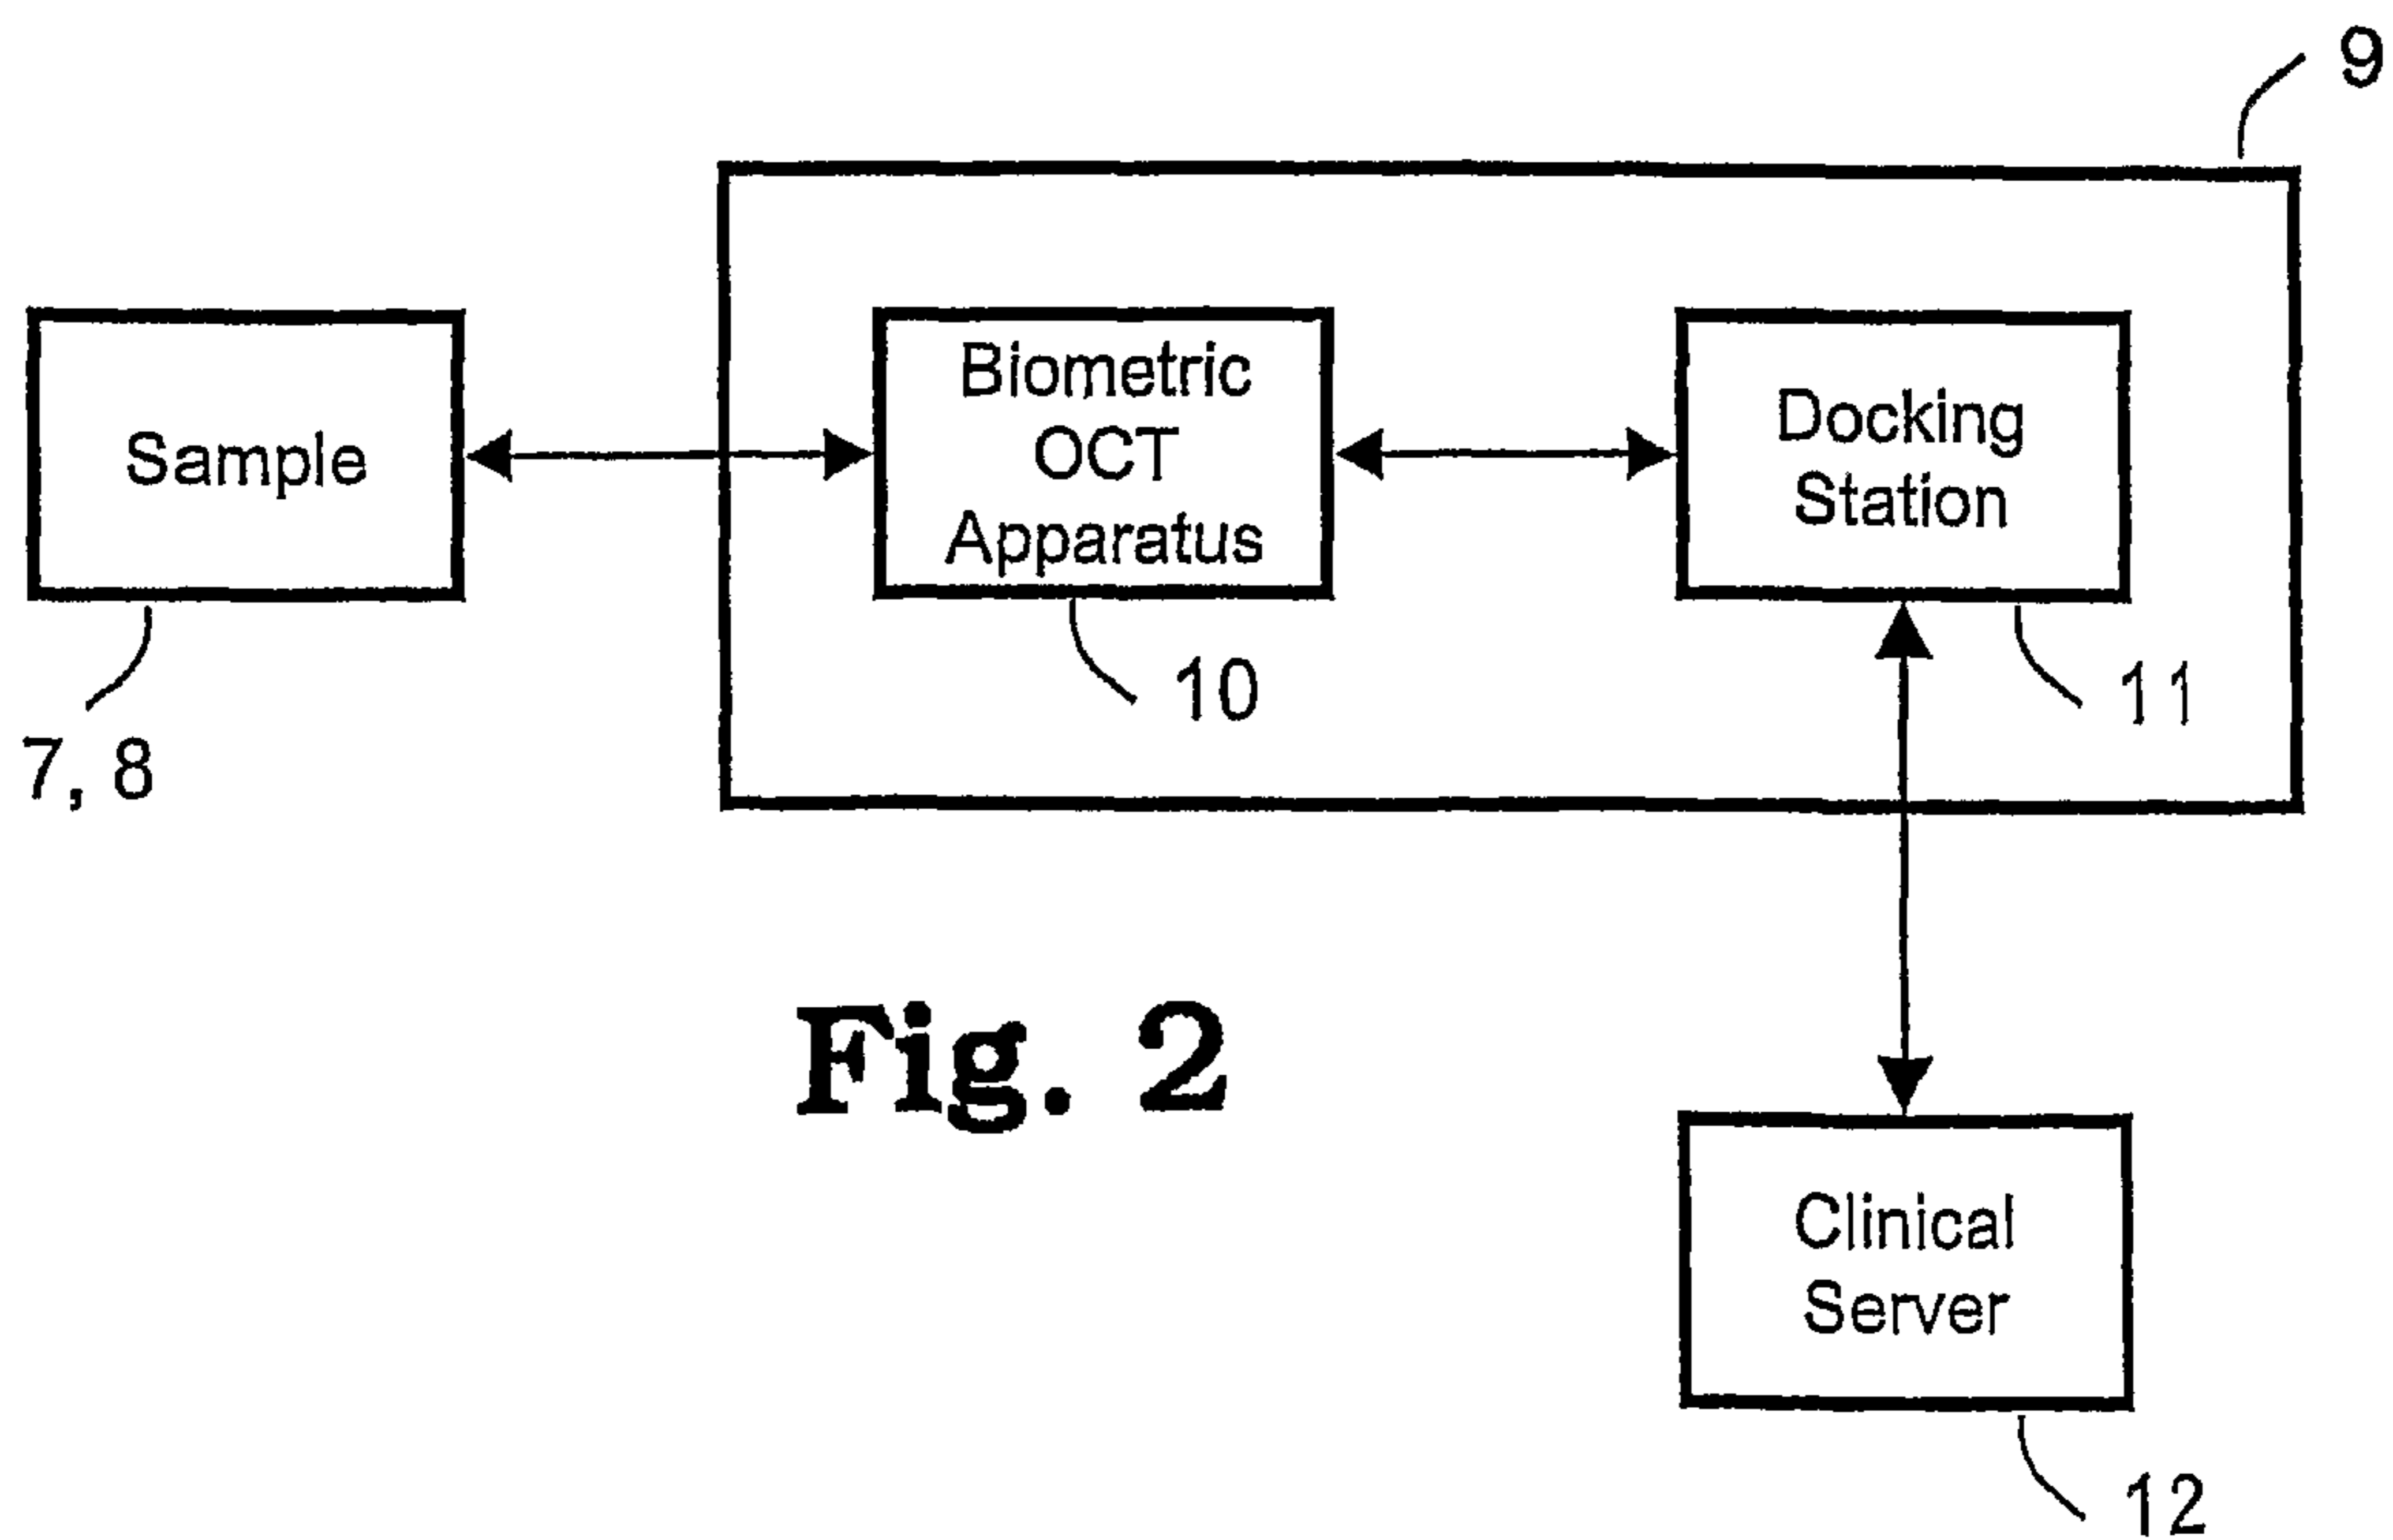 9
Sample
Biometric
OCT
Apparatus
Docking
Station
10
11
7, 8
Fig. 2
Clinical
Server
12